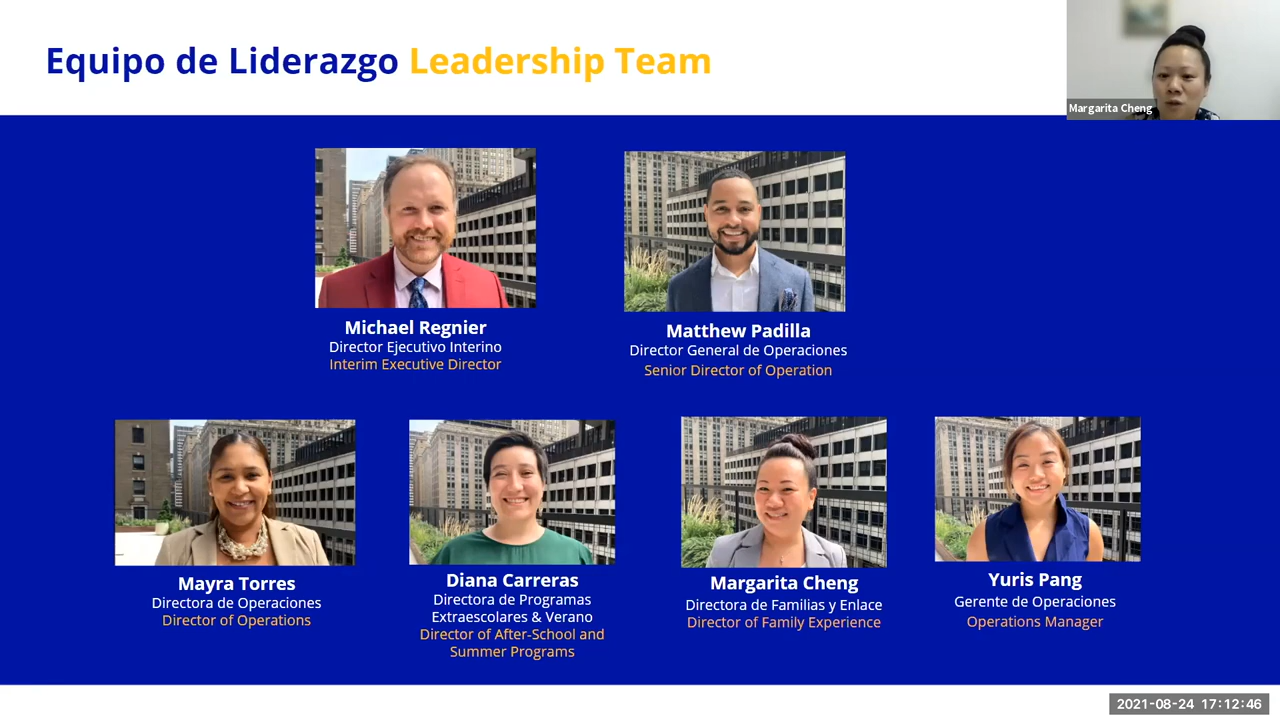 Equipo de Liderazgo Leadership Team
Margarita Cheng
Michael Regnier
Director Ejecutivo Interino
Interim Executive Director
Matthew Padilla
Director General de Operaciones
Senior Director of Operation
Mayra Torres
Directora de Operaciones
Director of Operations
Diana Carreras
Directora de Programas
Extraescolares & Verano
Director of After-School and
Summer Programs
Margarita Cheng
Directora de Familias y Enlace
Director of Family Experience
Yuris Pang
Gerente de Operaciones
Operations Manager
2021-08-24 17:12:46